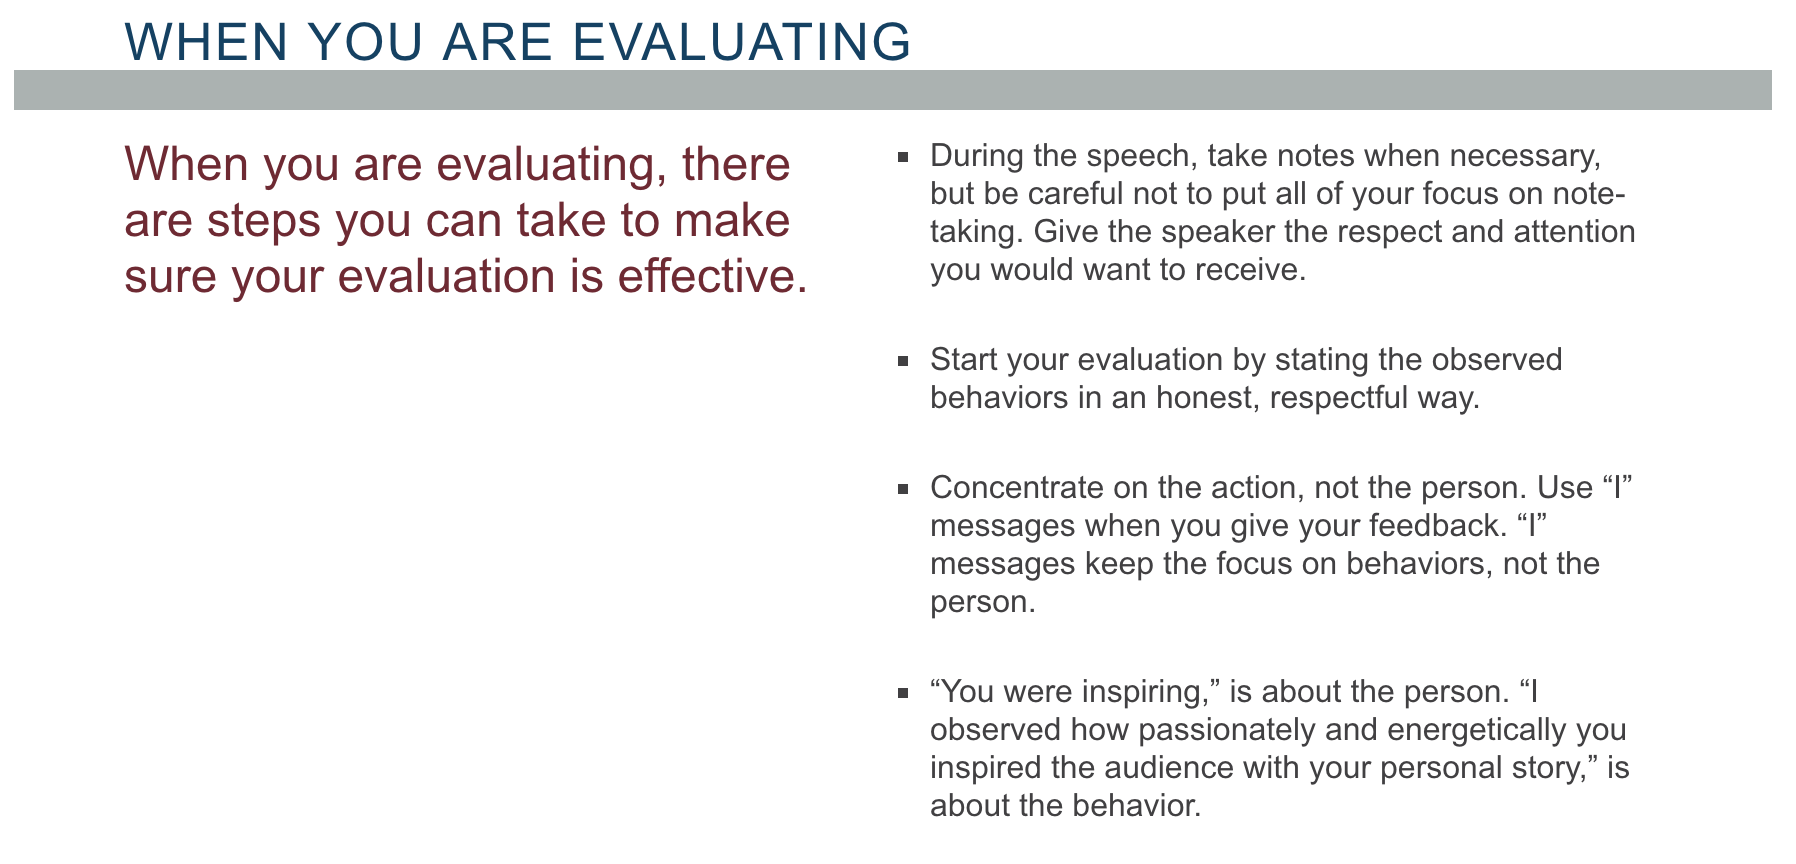 WHEN YOU ARE EVALUATING
When you are evaluating, there
are steps you can take to make
sure your evaluation is effective.
▪ During the speech, take notes when necessary,
but be careful not to put all of your focus on note-
taking. Give the speaker the respect and attention
you would want to receive.
▪ Start your evaluation by stating the observed
behaviors in an honest, respectful way.
▪ Concentrate on the action, not the person. Use “I”
messages when you give your feedback. “I”
messages keep the focus on behaviors, not the
person.
▪ “You were inspiring,” is about the person. “I
observed how passionately and energetically you
inspired the audience with your personal story,” is
about the behavior.